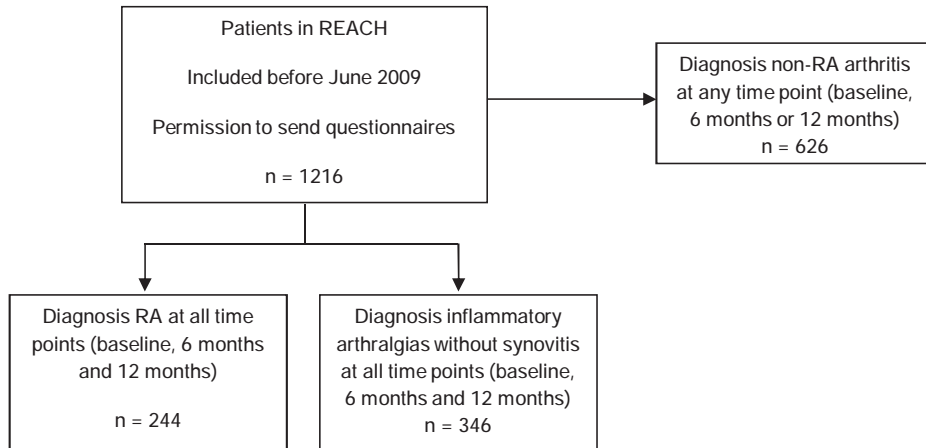 Patients in REACH
Included before June 2009
Permission to send questionnaires
n = 1216
Diagnosis non-RA arthritis
at any time point (baseline,
6 months or 12 months)
n = 626
Diagnosis RA at all time
points (baseline, 6 months
and 12 months)
n = 244
Diagnosis inflammatory
arthralgias without synovitis
at all time points (baseline,
6 months and 12 months)
n = 346